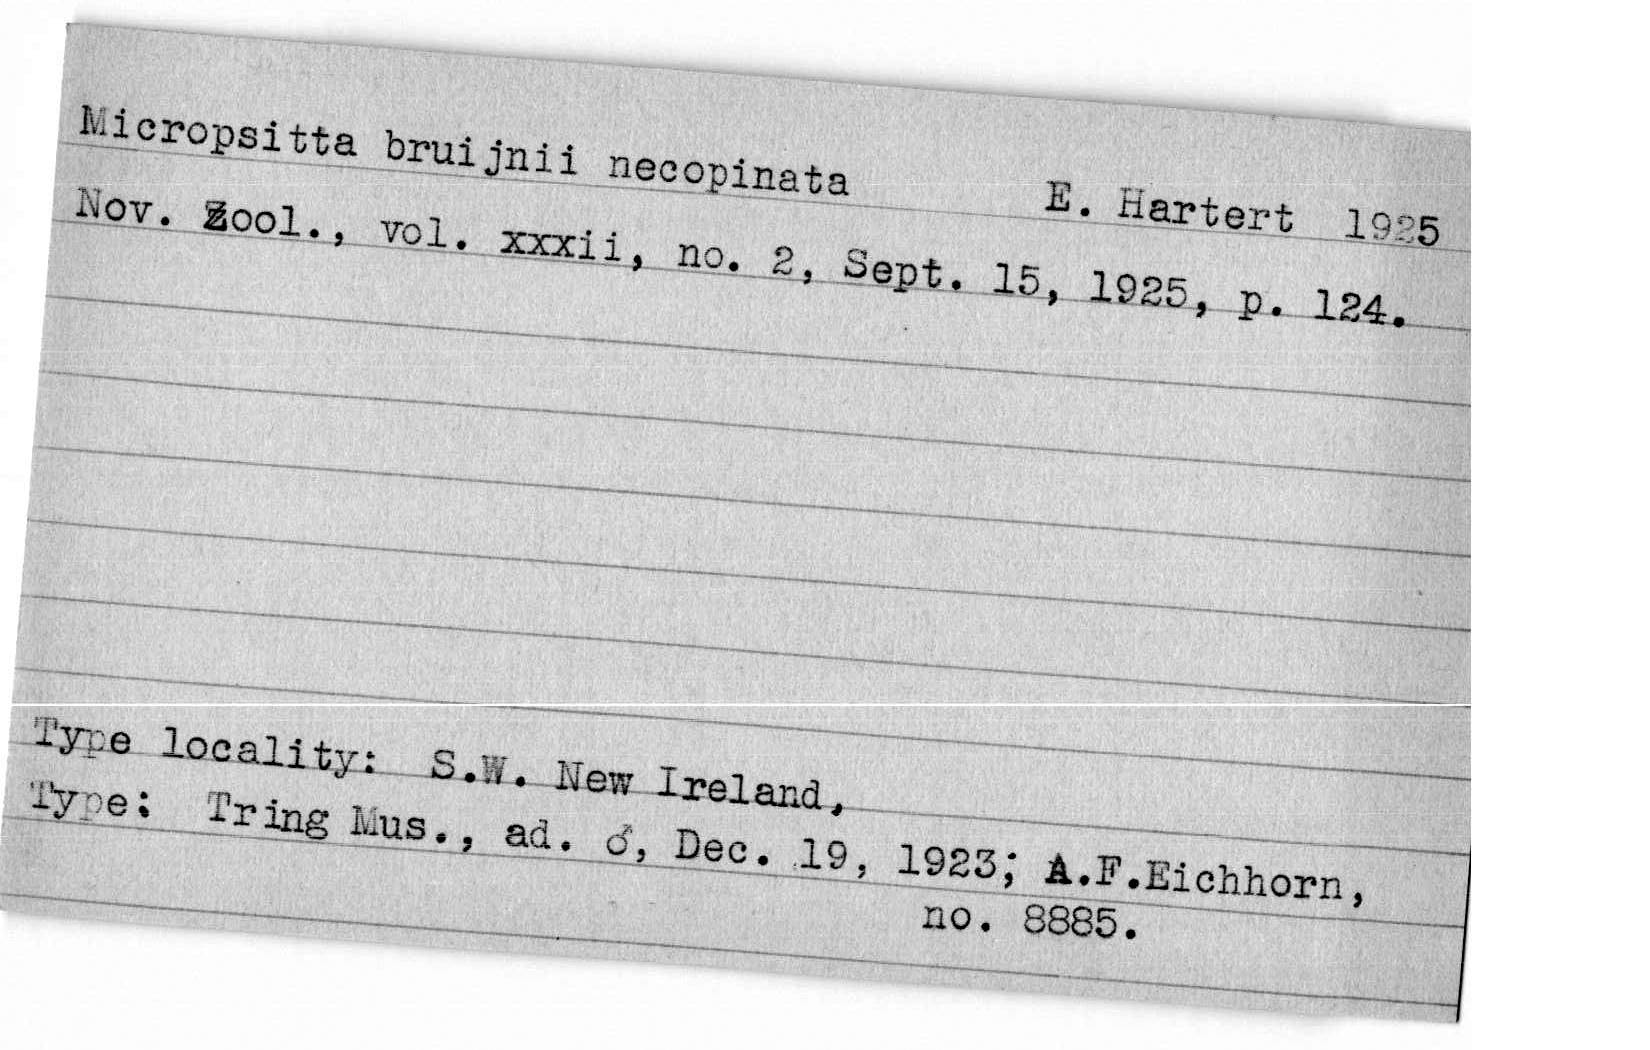 Micropsitta bruijnii necopinata E. Hartert 1925
Nov. Zool., vol. xxxii, no. 2, Sept. 15, 1925, p. 124.
Type locality: S.W. New Ireland,
Type: Tring Mus., ad. ♂, Dec. 19, 1923; A.F.Eichhorn,
no. 8885.